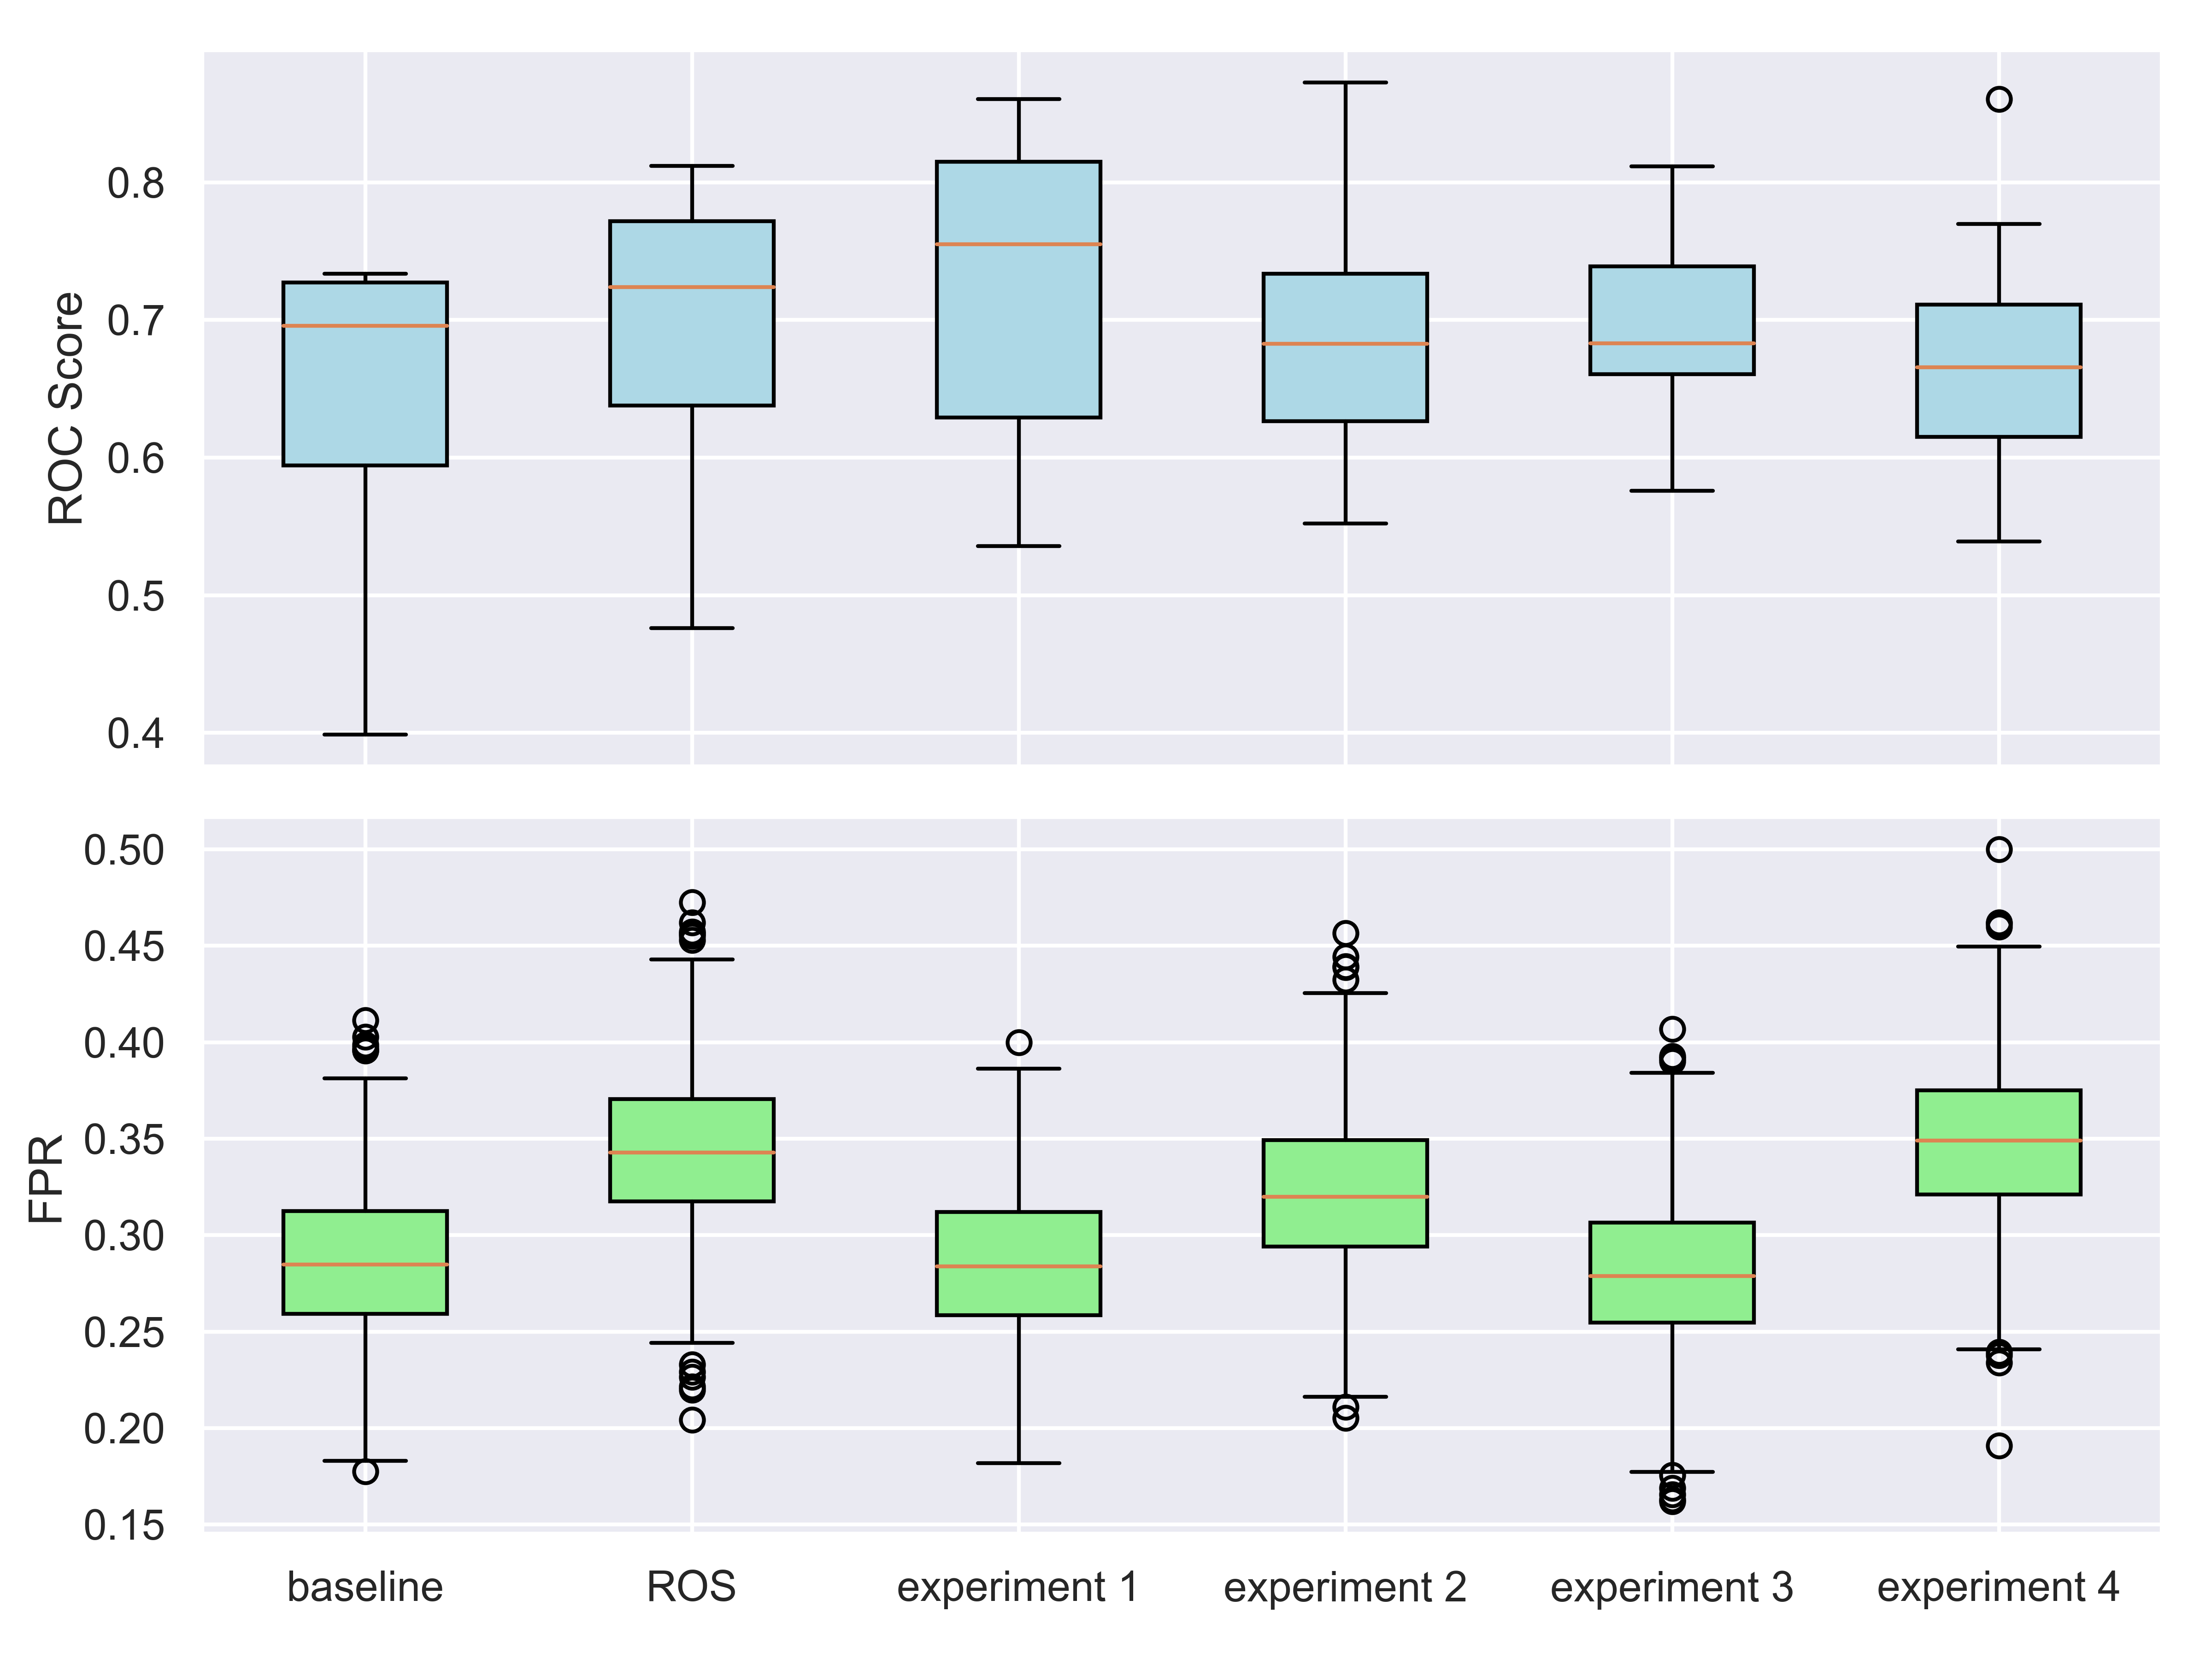 ROC Score
0.8
0.7
0.6
0.5
0.4
FPR
0.50
0.45
0.40
0.35
0.30
0.25
0.20
0.15
baseline
ROS
experiment 1
experiment 2
experiment 3
experiment 4